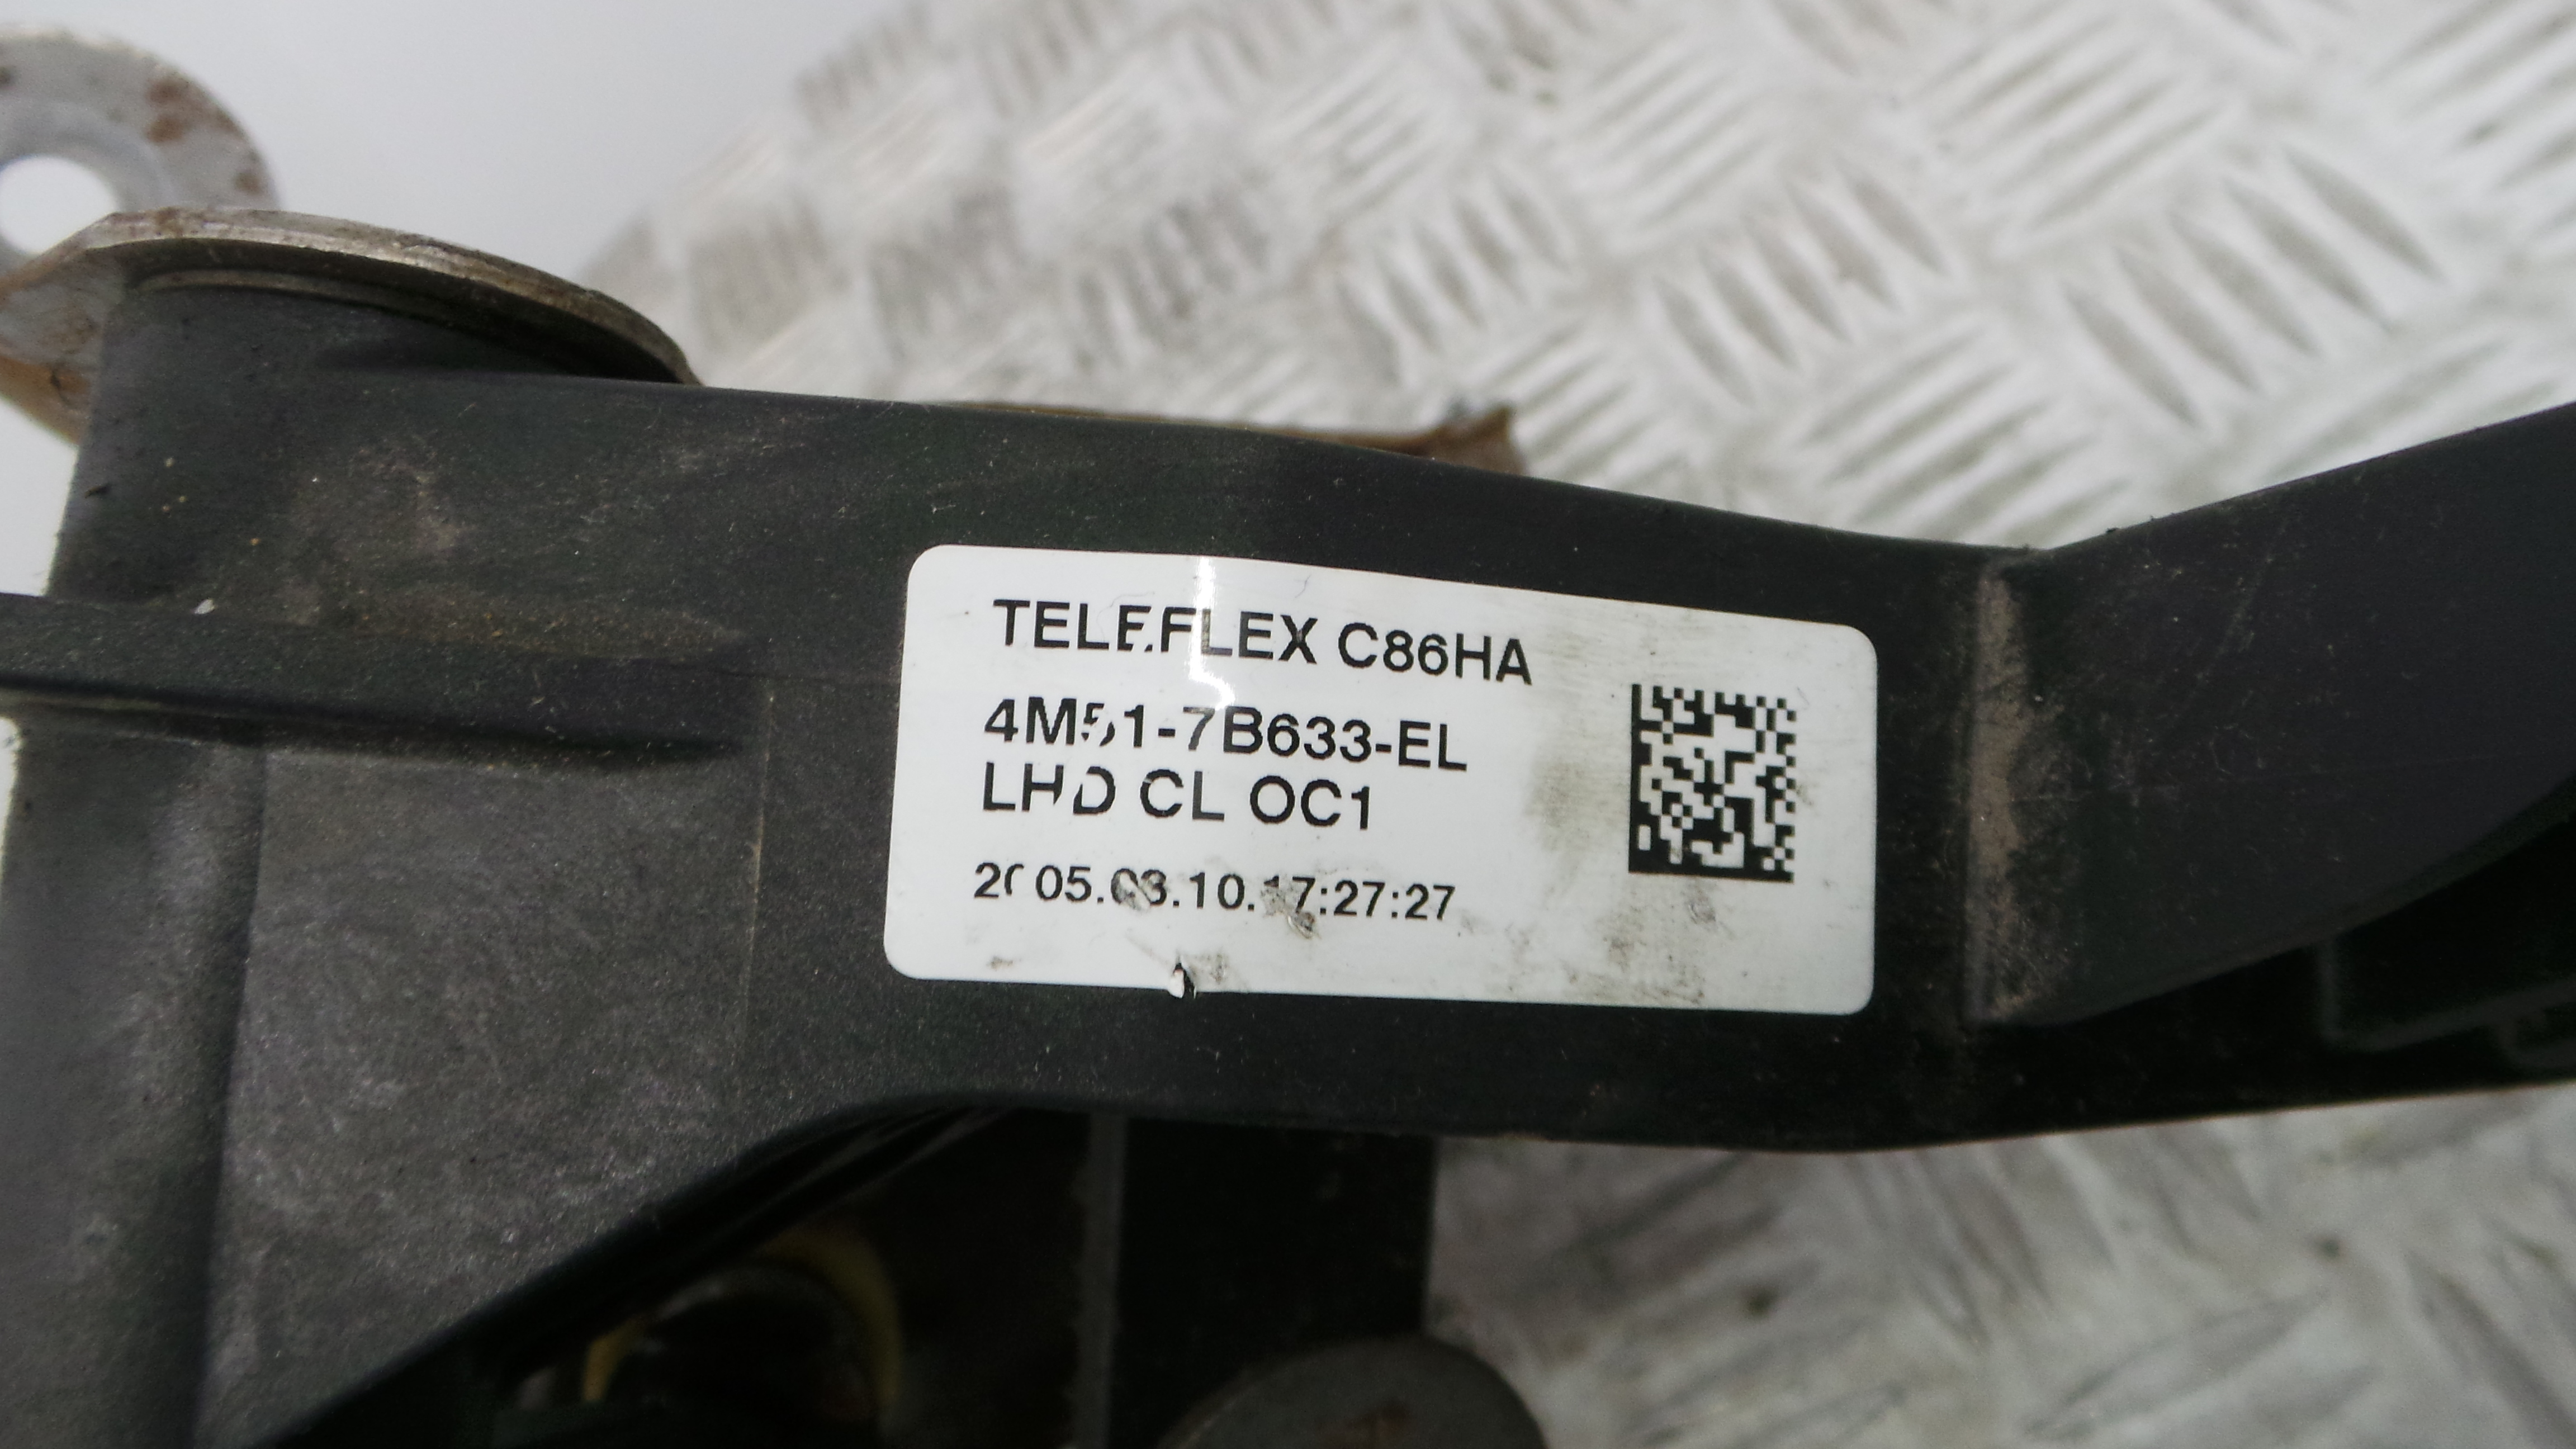 TELEFLEX C86HA
4M51-7B633-EL
LHD CL OC1
2005.03.10.17:27:27